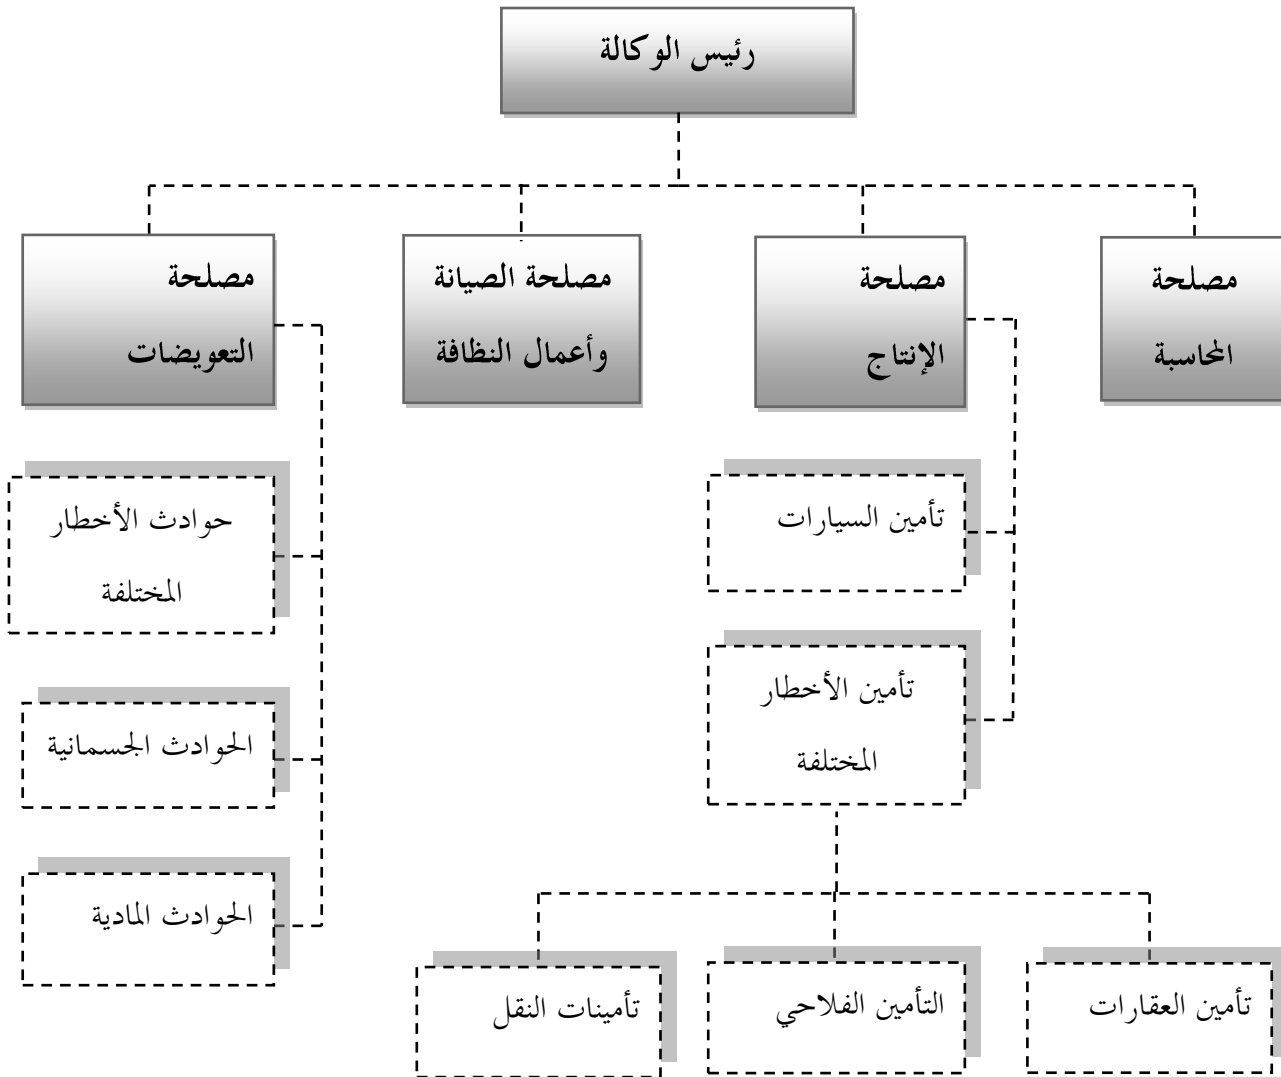 رئيس الوكالة
مصلحة
المحاسبة
مصلحة
الإنتاج
مصلحة الصيانة
وأعمال النظافة
مصلحة
التعويضات
تأمين السيارات
تأمين الأخطار
المختلفة
حوادث الأخطار
المختلفة
الحوادث الجسمانية
الحوادث المادية
تأمين العقارات
التأمين الفلاحي
تأمينات النقل